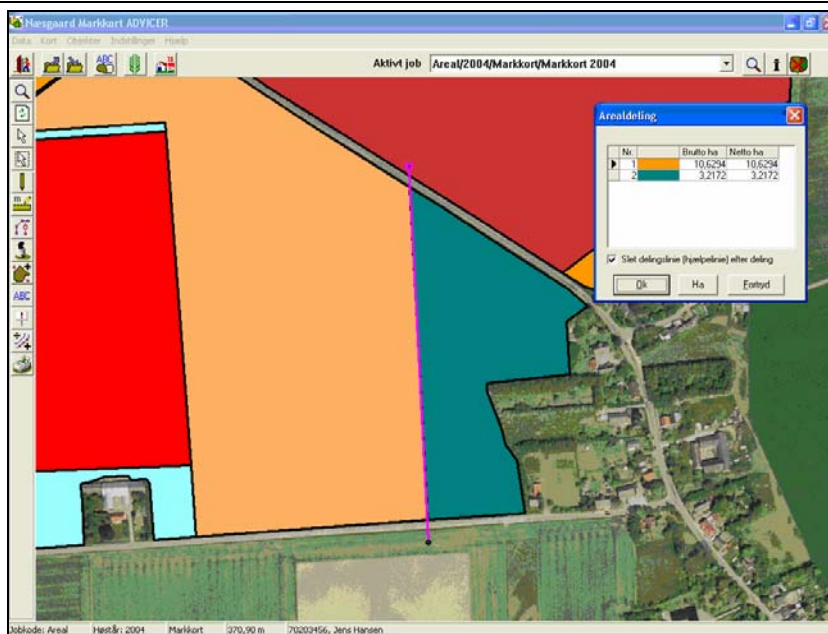 Næsgaard Markkort ADVICER
Data Kort Objekter Indstillinger Hjælp
ABC Aktivt job Areal/2004/Markkort/Markkort 2004
ABC
Arealdeling
Nr. Brutto ha Netto ha
1 10,6294 10,6294
2 3,2172 3,2172
Slet delingslinie (hjælpelinie) efter deling
Ok Ha Fortryd
Jobkode: Areal Høstår: 2004 Markkort 370,90 m 70203456, Jens Hansen